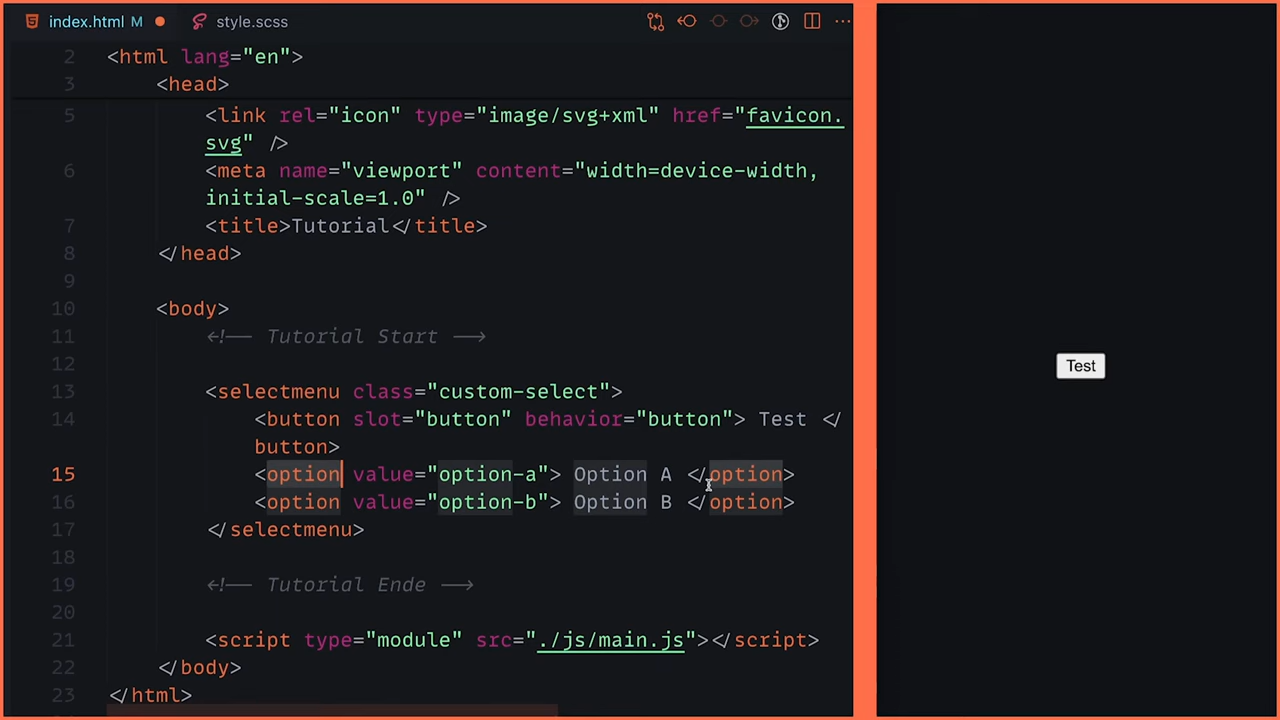 index.html M
style.scss
2 <html lang="en">
3 <head>
5 <link rel="icon" type="image/svg+xml" href="favicon.
svg" />
6 <meta name="viewport" content="width=device-width,
initial-scale=1.0" />
7 <title>Tutorial</title>
8 </head>
9
10 <body>
11 <!-- Tutorial Start -->
12
13 <selectmenu class="custom-select">
14 <button slot="button" behavior="button"> Test </
button>
15 <option value="option-a"> Option A </option>
16 <option value="option-b"> Option B </option>
17 </selectmenu>
18
19 <!-- Tutorial Ende -->
20
21 <script type="module" src="./js/main.js"></script>
22 </body>
23 </html>
Test